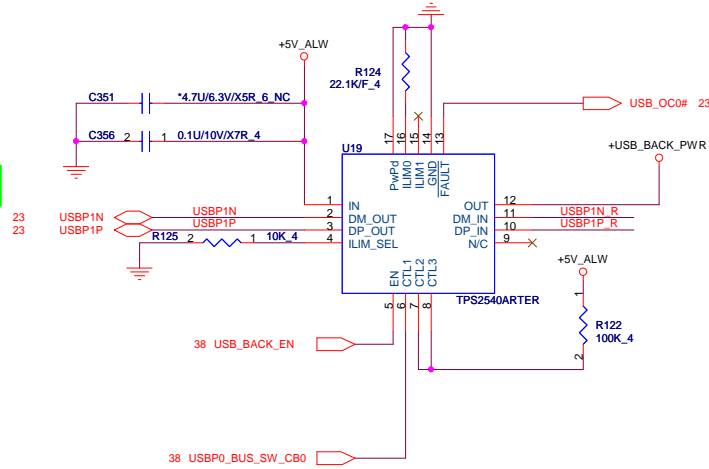 +5V_ALW
R124
22.1K/F_4
C351
*4.7U/6.3V/X5R_6_NC
C356
2
1
0.1U/10V/X7R_4
USB_OC0# 23
+USB_BACK_PWR
U19
17
16
15
14
13
PwPd
ILIM0
ILIM1
GND
FAULT
1
IN
OUT
12
23
USBP1N
USBP1N
2
DM_OUT
DM_IN
11
USBP1N_R
23
USBP1P
USBP1P
3
DP_OUT
DP_IN
10
USBP1P_R
R125
2
1
10K_4
4
ILIM_SEL
N/C
9
+5V_ALW
EN
CTL1
CTL2
CTL3
5
6
7
8
TPS2540ARTER
1
R122
100K_4
2
38 USB_BACK_EN
38 USBP0_BUS_SW_CB0